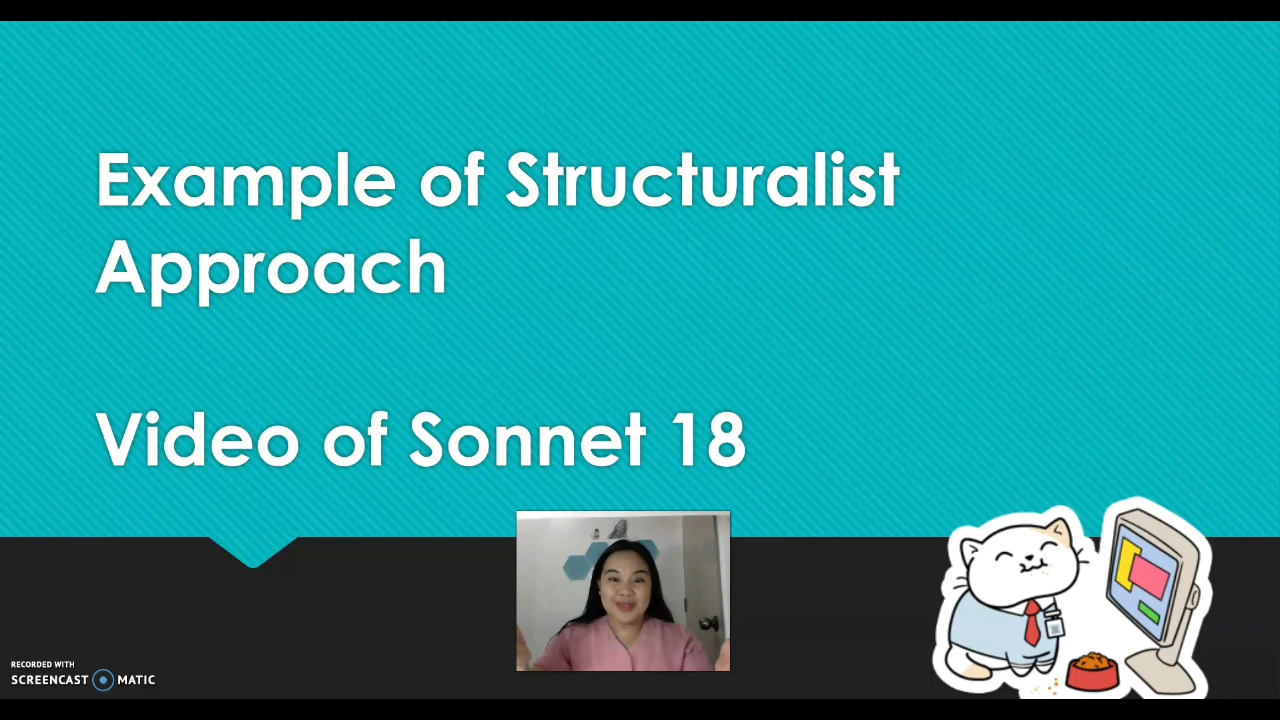 Example of Structuralist
Approach
Video of Sonnet 18
RECORDED WITH
SCREENCAST MATIC